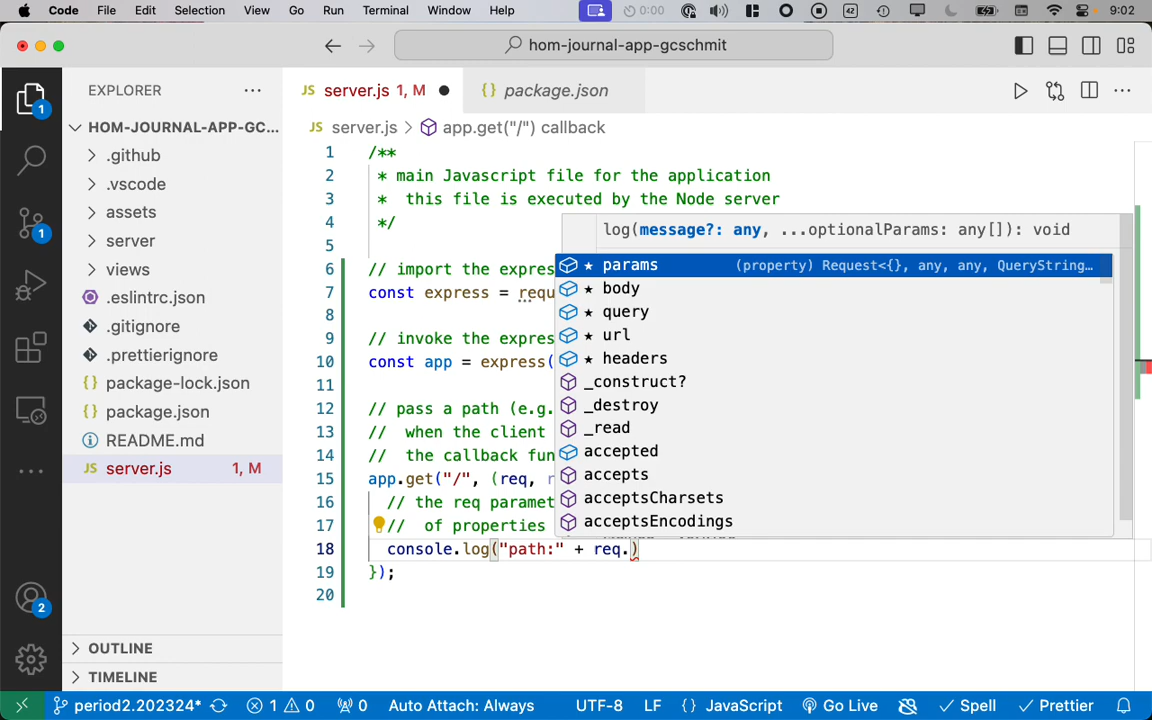 Code File Edit Selection View Go Run Terminal Window Help 0:00 42 9:02
hom-journal-app-gcschmit
EXPLORER
JS server.js 1, M
{} package.json
HOM-JOURNAL-APP-GC...
JS server.js > app.get("/") callback
.github
.vscode
assets
server
views
.eslintrc.json
.gitignore
.prettierignore
{} package-lock.json
{} package.json
README.md
JS server.js 1, M
OUTLINE
TIMELINE
1 /**
2 * main Javascript file for the application
3 * this file is executed by the Node server
4 */
5
6 // import the expres
7 const express = requ
8
9 // invoke the expres
10 const app = express(
11
12 // pass a path (e.g.
13 // when the client
14 // the callback fun
15 app.get("/", (req, r
16 // the req paramet
17 // of properties
18 console.log("path:" + req.)
19 });
20
log(message?: any, ...optionalParams: any[]): void
★ params (property) Request<{}, any, any, QueryString...
★ body
★ query
★ url
★ headers
_construct?
_destroy
_read
accepted
accepts
acceptsCharsets
acceptsEncodings
1
1
2
period2.202324* 1 0 0 Auto Attach: Always UTF-8 LF {} JavaScript Go Live Spell Prettier